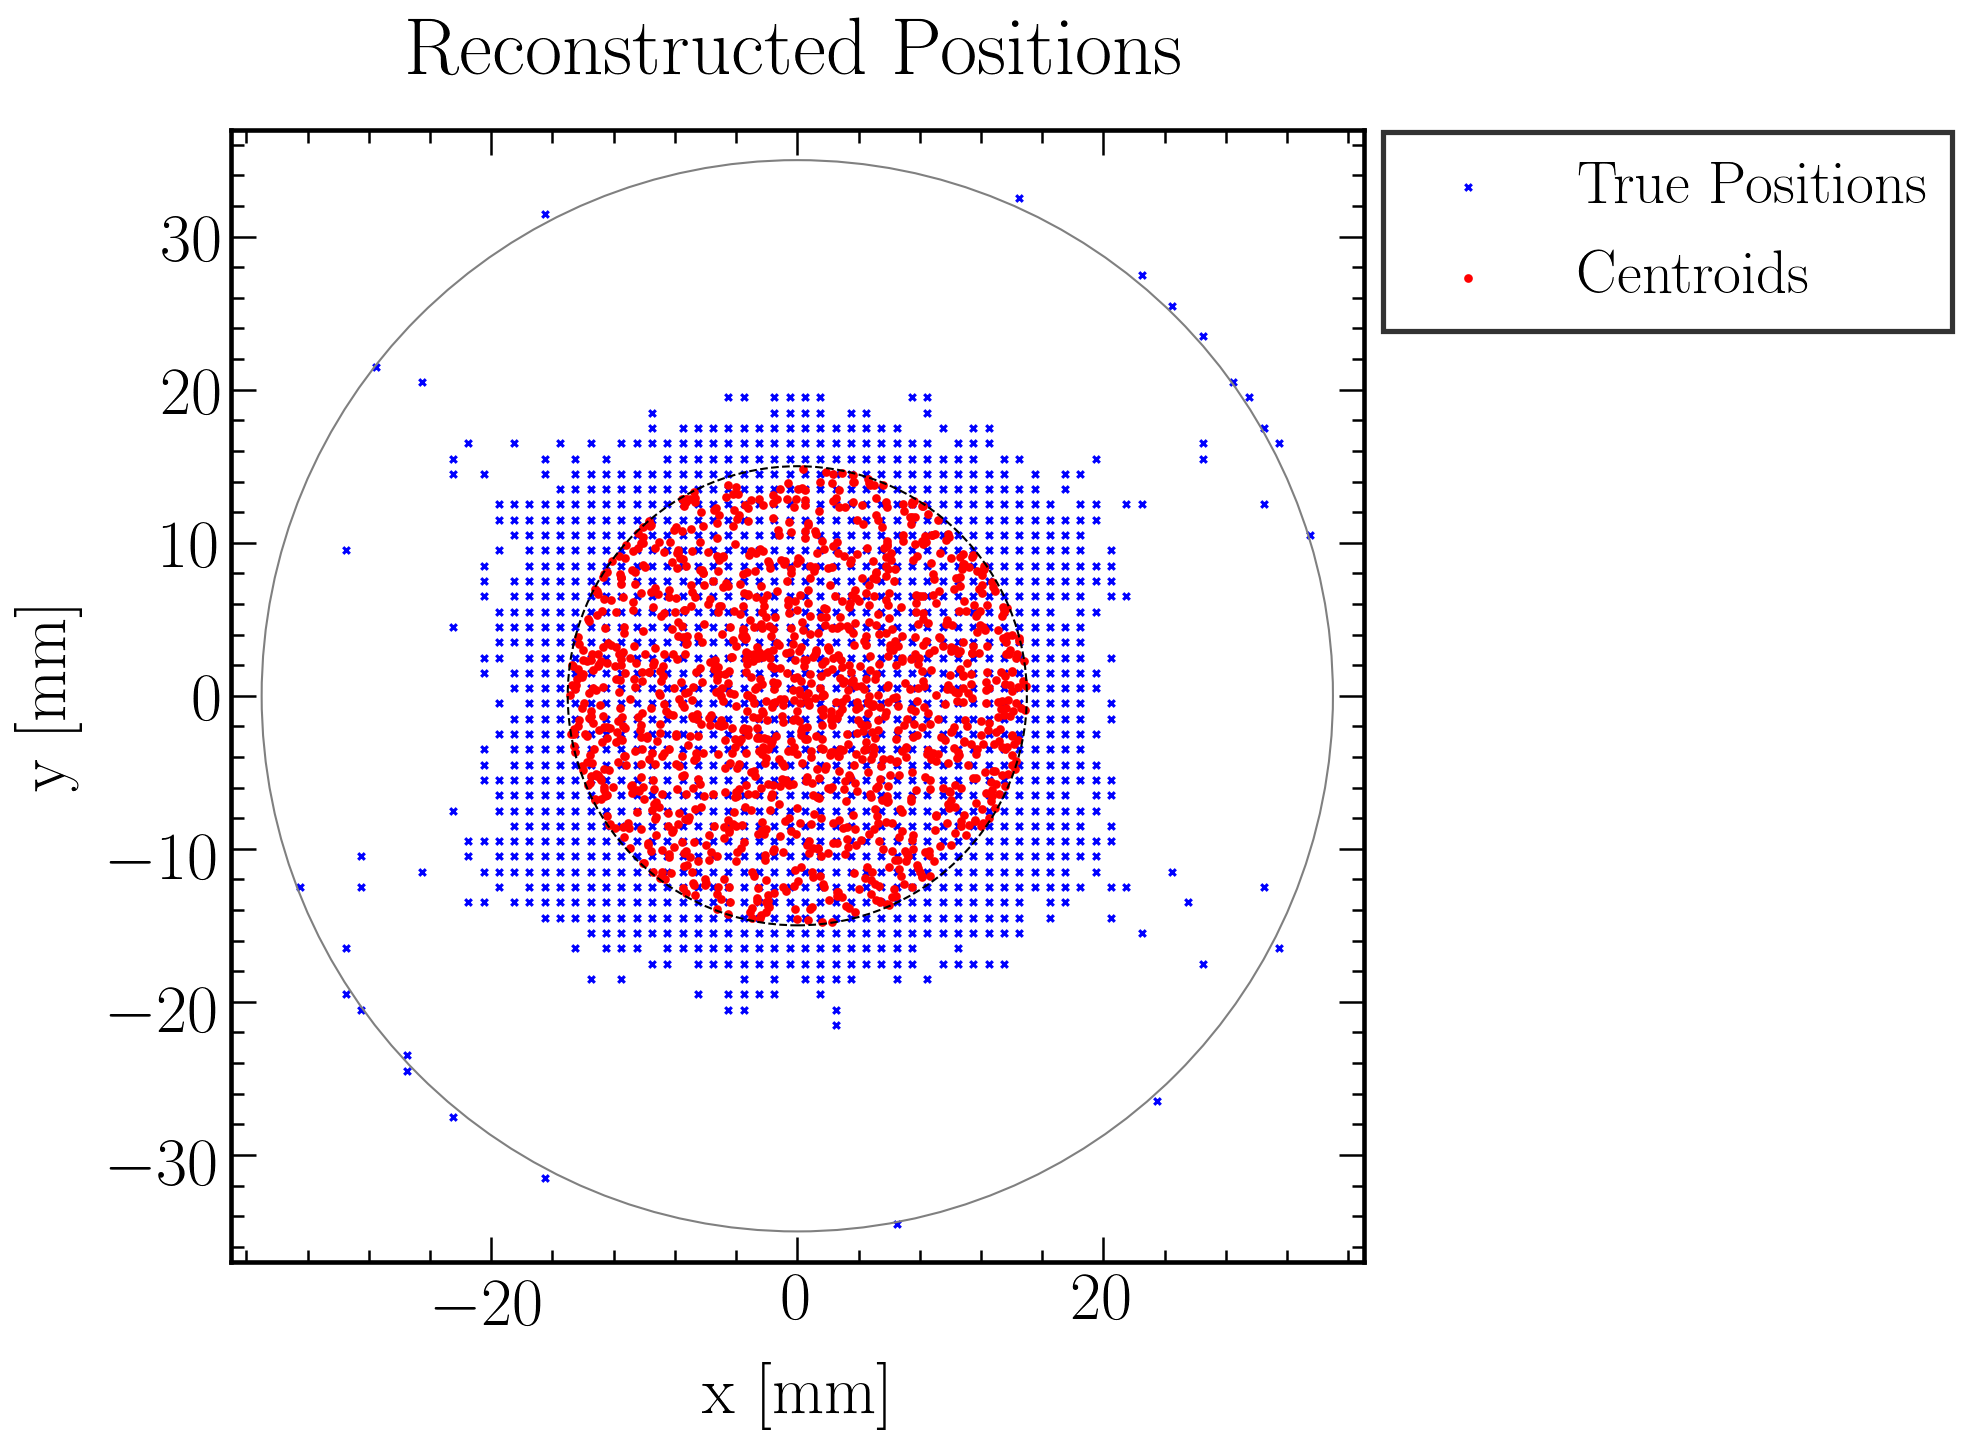 Reconstructed Positions
True Positions
Centroids
30
20
10
0
−10
−20
−30
y [mm]
−20 0 20
x [mm]